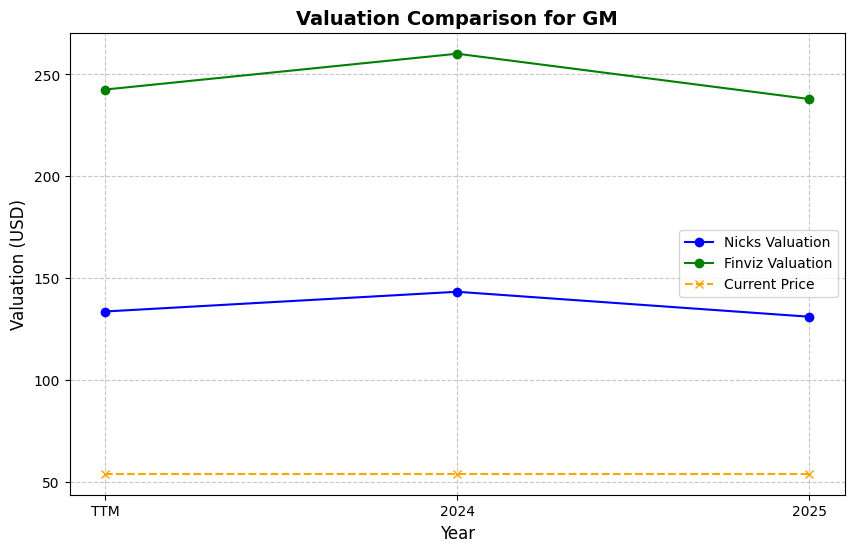 Valuation Comparison for GM
Valuation (USD)
250
200
150
100
50
Nicks Valuation
Finviz Valuation
Current Price
TTM
2024
2025
Year